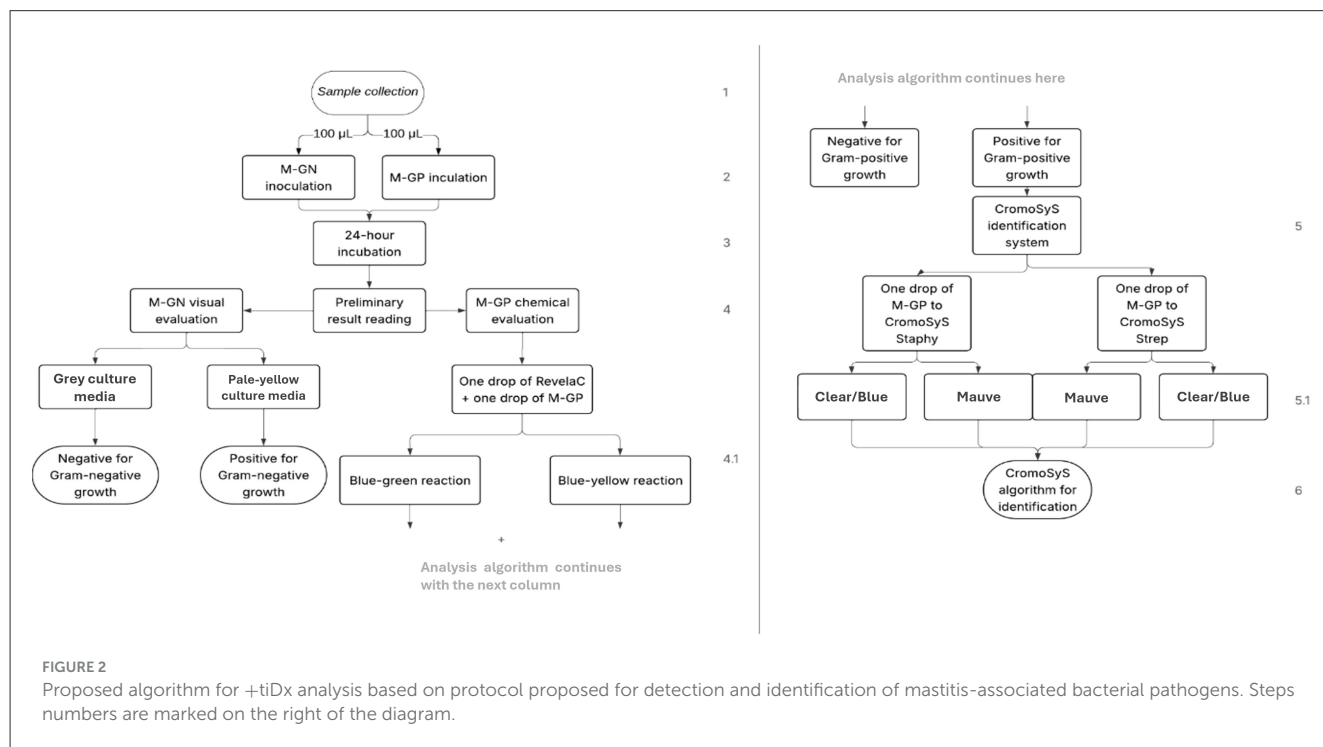 Sample collection
1
100 µL
100 µL
M-GN
inoculation
M-GP inculation
2
24-hour
incubation
3
M-GN visual
evaluation
Preliminary
result reading
M-GP chemical
evaluation
4
Grey culture
media
Pale-yellow
culture media
One drop of RevelaC
+ one drop of M-GP
Negative for
Gram-negative
growth
Positive for
Gram-negative
growth
Blue-green reaction
Blue-yellow reaction
4.1
+
Analysis algorithm continues
with the next column
Analysis algorithm continues here
Negative for
Gram-positive
growth
Positive for
Gram-positive
growth
CromoSyS
identification
system
5
One drop of
M-GP to
CromoSyS
Staphy
One drop of
M-GP to
CromoSyS
Strep
Clear/Blue
Mauve
Mauve
Clear/Blue
5.1
CromoSyS
algorithm for
identification
6
FIGURE 2
Proposed algorithm for +tiDx analysis based on protocol proposed for detection and identification of mastitis-associated bacterial pathogens. Steps
numbers are marked on the right of the diagram.